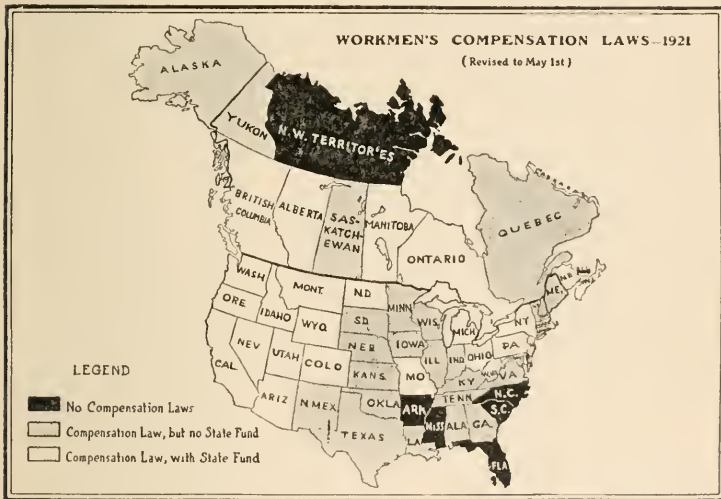 WORKMEN'S COMPENSATION LAWS—1921
(Revised to May 1st)
ALASKA
YUKON
N.W. TERRITOR'ES
BRITISH
COLUMBIA
ALBERTA
SAS-
KATCH-
EWAN
MANITOBA
ONTARIO
QUEBEC
WASH
MONT.
N.D.
MINN
ME.
ORE.
IDAHO
WYO.
S.D.
WIS.
MICH
N.Y.
NEB
IOWA
PA.
NEV
UTAH
COLO
KANS.
MO
ILL
IND
OHIO
VA.
KY
CAL.
ARIZ
N.MEX
OKLA
ARK
TENN
N.C.
S.C.
TEXAS
LA
MISS
ALA
GA.
FLA
LEGEND
No Compensation Laws
Compensation Law, but no State Fund
Compensation Law, with State Fund